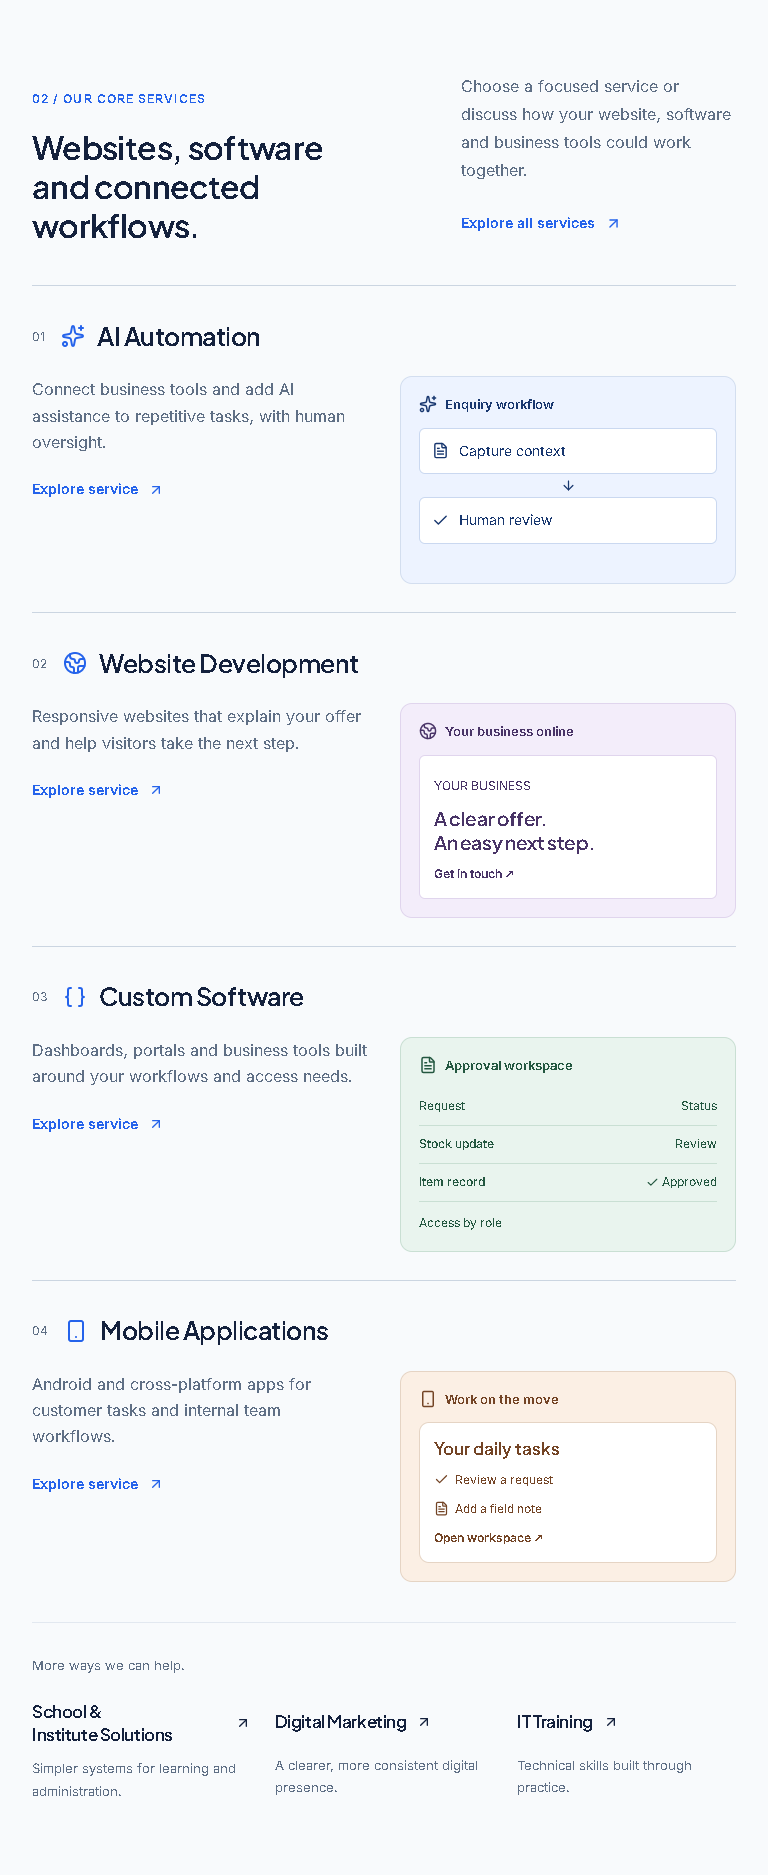 02 / OUR CORE SERVICES
Websites, software
and connected
workflows.
Choose a focused service or
discuss how your website, software
and business tools could work
together.
Explore all services ↗
01 AI Automation
Connect business tools and add AI
assistance to repetitive tasks, with human
oversight.
Explore service ↗
Enquiry workflow
Capture context
↓
Human review
02 Website Development
Responsive websites that explain your offer
and help visitors take the next step.
Explore service ↗
Your business online
YOUR BUSINESS
A clear offer.
An easy next step.
Get in touch ↗
03 Custom Software
Dashboards, portals and business tools built
around your workflows and access needs.
Explore service ↗
Approval workspace
Request Status
Stock update Review
Item record ✓ Approved
Access by role
04 Mobile Applications
Android and cross-platform apps for
customer tasks and internal team
workflows.
Explore service ↗
Work on the move
Your daily tasks
Review a request
Add a field note
Open workspace ↗
More ways we can help.
School &
Institute Solutions ↗
Simpler systems for learning and
administration.
Digital Marketing ↗
A clearer, more consistent digital
presence.
IT Training ↗
Technical skills built through
practice.